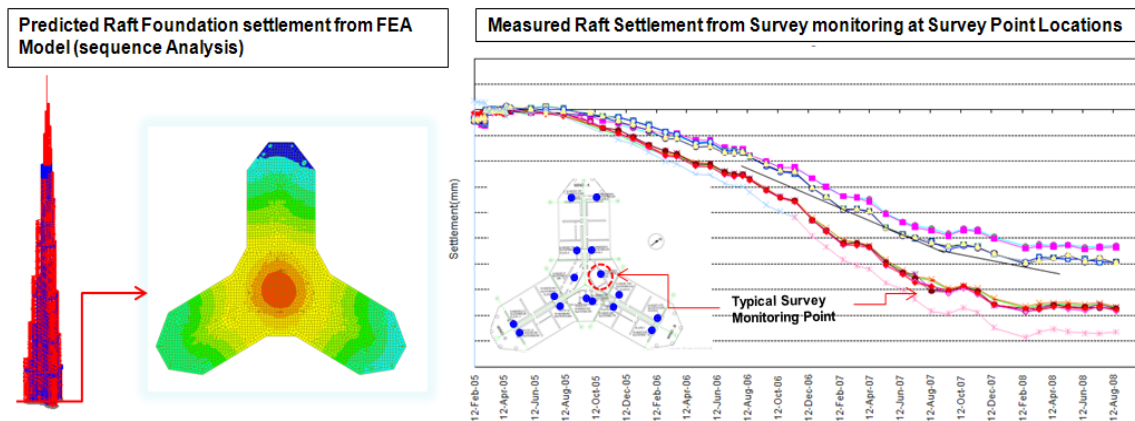 Predicted Raft Foundation settlement from FEA
Model (sequence Analysis)
Measured Raft Settlement from Survey monitoring at Survey Point Locations
Settlement(mm)
Typical Survey
Monitoring Point
12-Feb-05
12-Apr-05
12-Jun-05
12-Aug-05
12-Oct-05
12-Dec-05
12-Feb-06
12-Apr-06
12-Jun-06
12-Aug-06
12-Oct-06
12-Dec-06
12-Feb-07
12-Apr-07
12-Jun-07
12-Aug-07
12-Oct-07
12-Dec-07
12-Feb-08
12-Apr-08
12-Jun-08
12-Aug-08